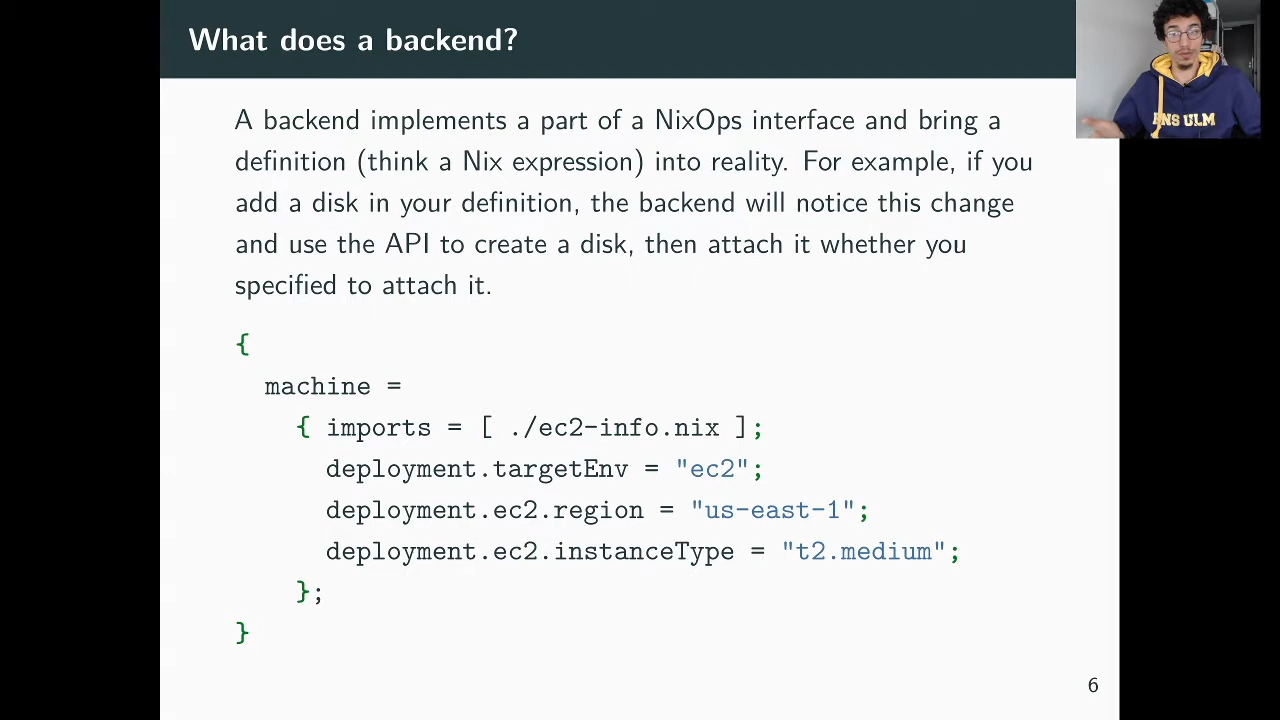 What does a backend?
A backend implements a part of a NixOps interface and bring a
definition (think a Nix expression) into reality. For example, if you
add a disk in your definition, the backend will notice this change
and use the API to create a disk, then attach it whether you
specified to attach it.
{
machine =
{ imports = [ ./ec2-info.nix ];
deployment.targetEnv = "ec2";
deployment.ec2.region = "us-east-1";
deployment.ec2.instanceType = "t2.medium";
};
}
6
ENS ULM